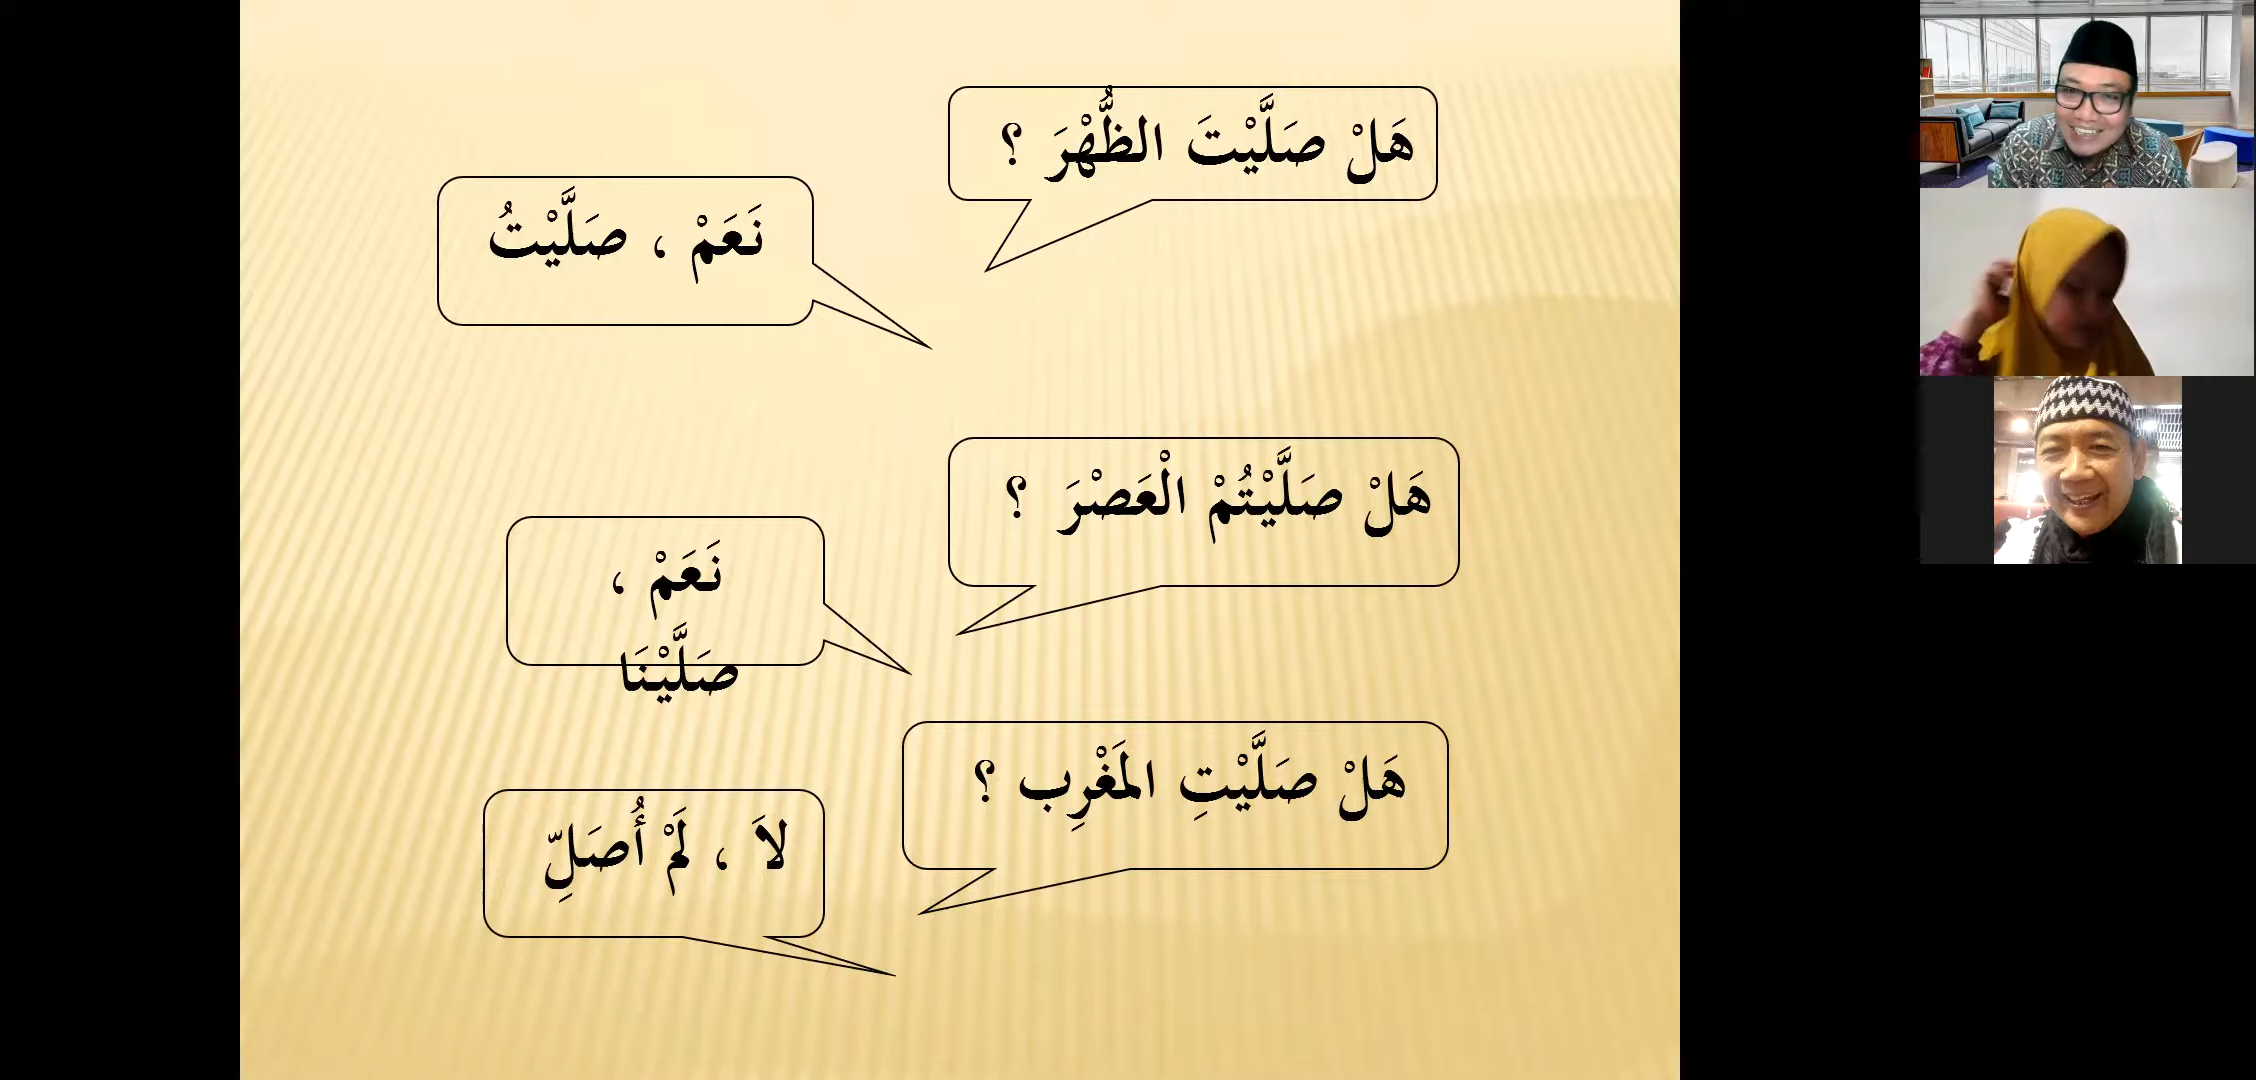 هَلْ صَلَّيْتَ الظُّهْرَ ؟
نَعَمْ ، صَلَّيْتُ
هَلْ صَلَّيْتُمْ الْعَصْرَ ؟
نَعَمْ ،
صَلَّيْنَا
هَلْ صَلَّيْتِ المَغْرِب ؟
لاَ ، لَمْ أُصَلِّ